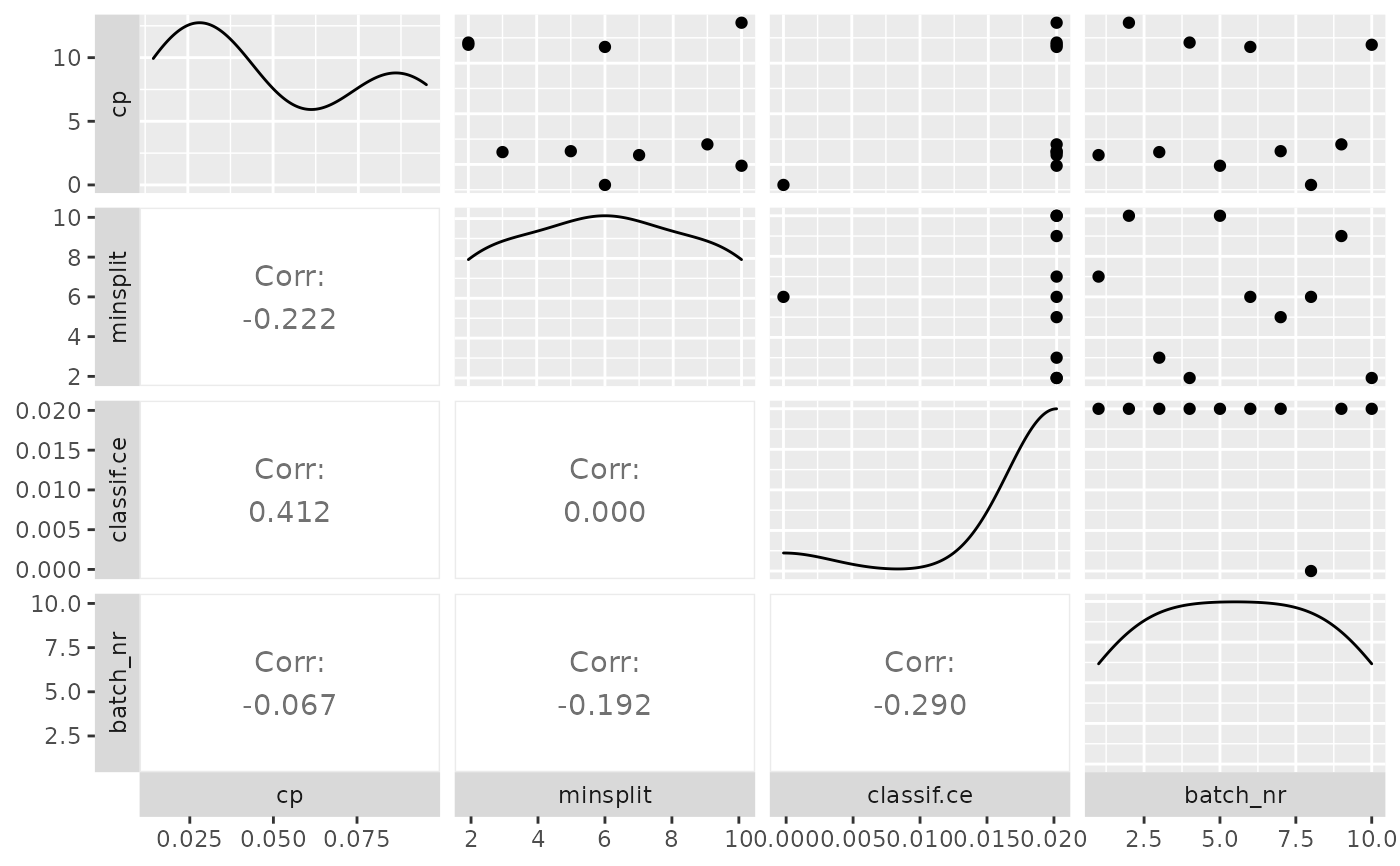 10
5
0
cp
10
8
6
4
2
minsplit
Corr:
-0.222
0.020
0.015
0.010
0.005
0.000
classif.ce
Corr:
0.412
Corr:
0.000
10.0
7.5
5.0
2.5
batch_nr
Corr:
-0.067
Corr:
-0.192
Corr:
-0.290
cp minsplit classif.ce batch_nr
0.025 0.050 0.075 2 4 6 8 10 0.000 0.005 0.010 0.015 0.020 2.5 5.0 7.5 10.0